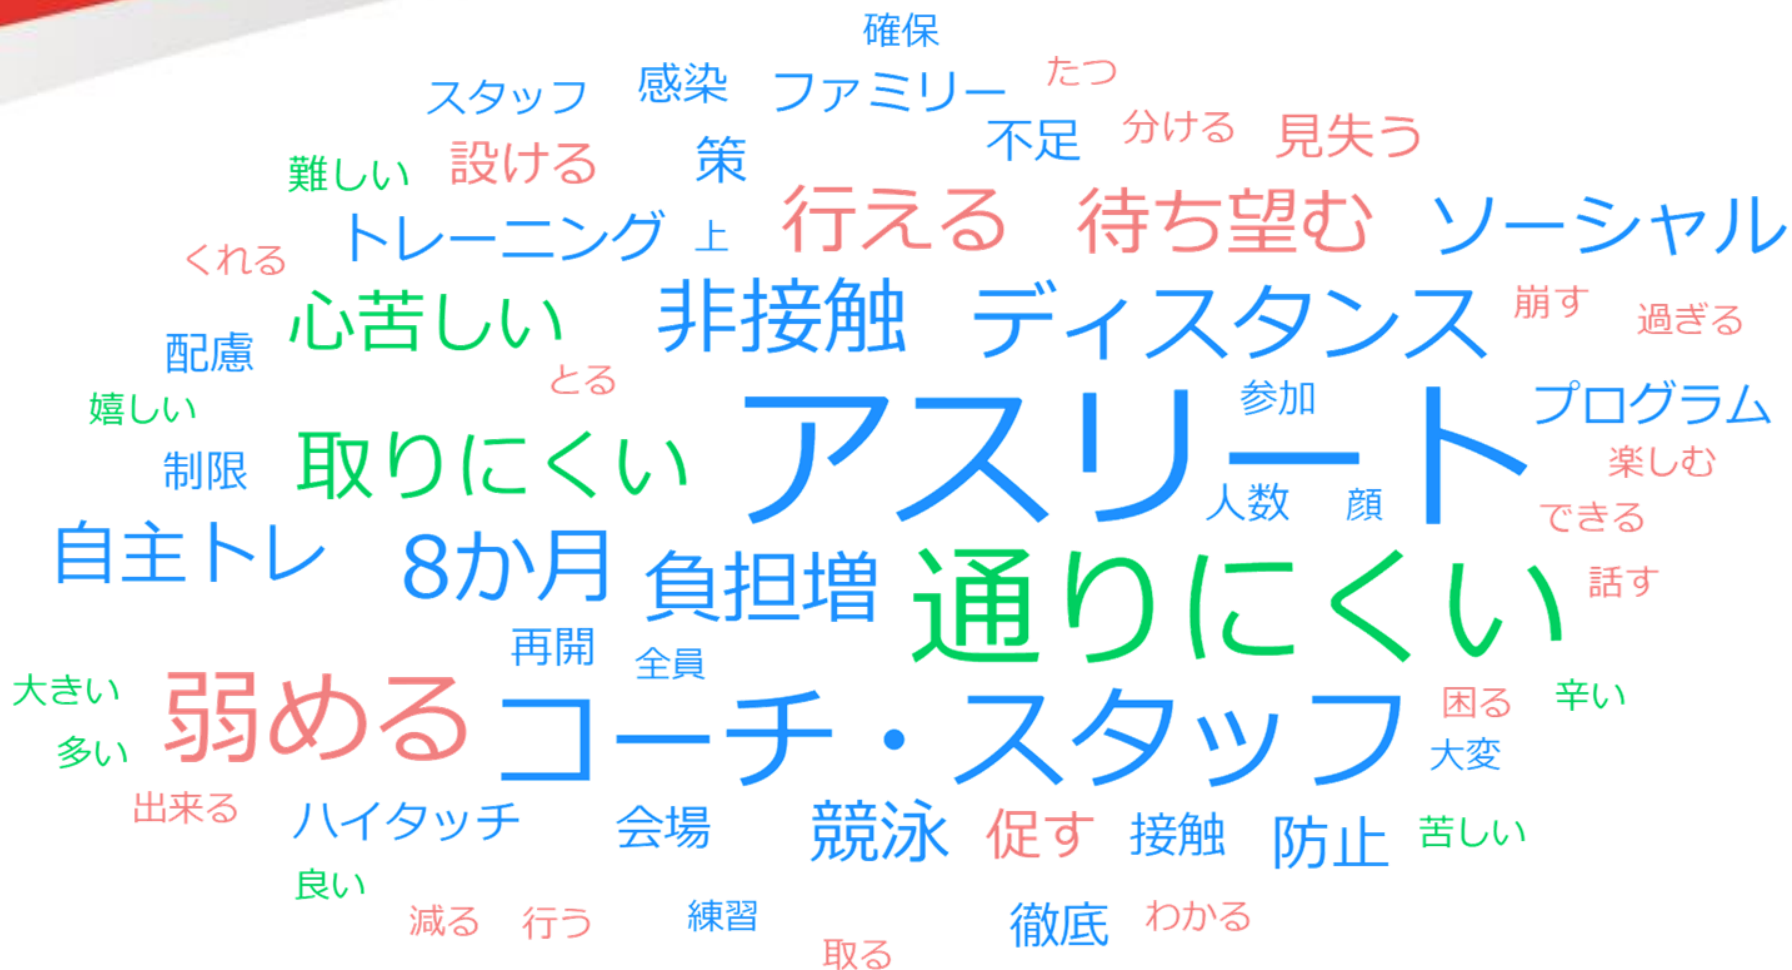 確保
スタッフ 感染 ファミリー たつ
難しい 設ける 策 不足 分ける 見失う
くれる トレーニング 上 行える 待ち望む ソーシャル
配慮 心苦しい 非接触 ディスタンス 崩す 過ぎる
嬉しい とる 参加 プログラム
制限 取りにくい アスリート 楽しむ
人数 顔 できる
自主トレ 8か月 負担増 通りにくい 話す
再開 全員
大きい 弱める コーチ・スタッフ 困る 辛い
多い 大変
出来る ハイタッチ 会場 競泳 促す 接触 防止 苦しい
良い
減る 行う 練習 徹底 わかる
取る